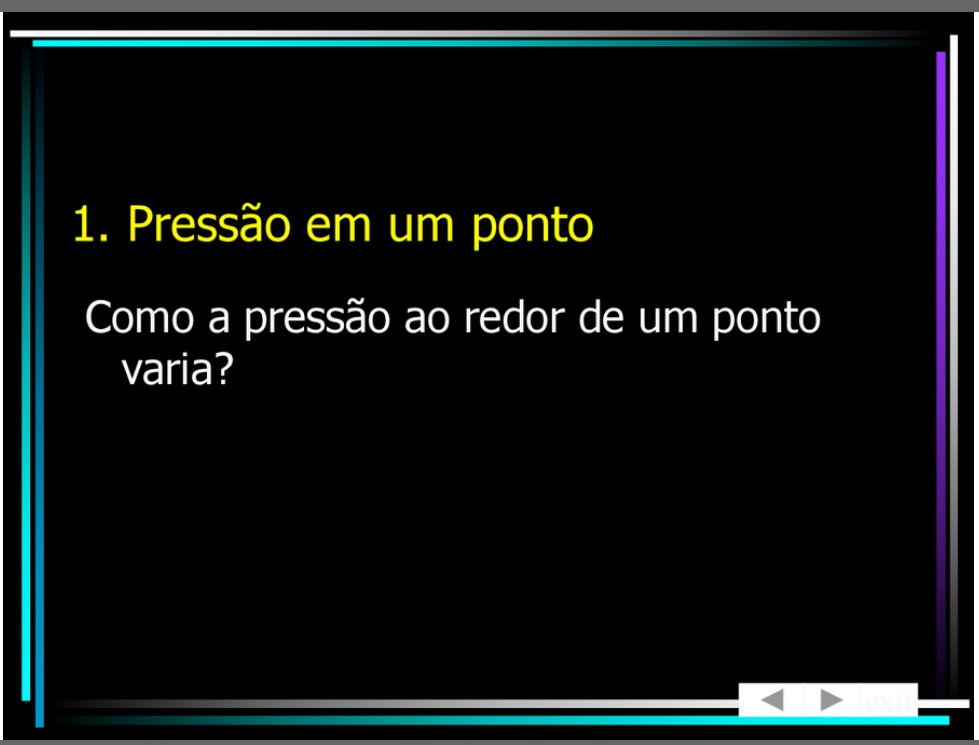 1. Pressão em um ponto
Como a pressão ao redor de um ponto
varia?
exit